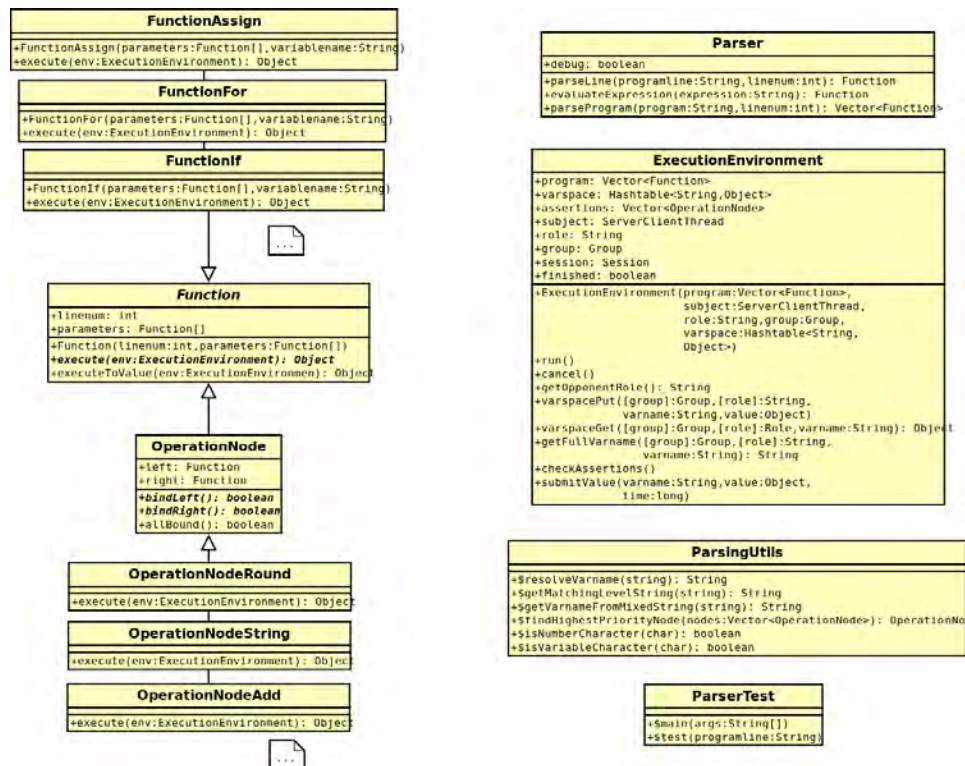 FunctionAssign
+FunctionAssign(parameters:Function[],variablename:String)
+execute(env:ExecutionEnvironment): Object
FunctionFor
+FunctionFor(parameters:Function[],variablename:String)
+execute(env:ExecutionEnvironment): Object
FunctionIf
+FunctionIf(parameters:Function[],variablename:String)
+execute(env:ExecutionEnvironment): Object
...
Function
+linenum: int
+parameters: Function[]
+Function(linenum:int,parameters:Function[])
+execute(env:ExecutionEnvironment): Object
+executeToValue(env:ExecutionEnvironmen): Object
OperationNode
+left: Function
+right: Function
+bindLeft(): boolean
+bindRight(): boolean
+allBound(): boolean
OperationNodeRound
+execute(env:ExecutionEnvironment): Object
OperationNodeString
+execute(env:ExecutionEnvironment): Object
OperationNodeAdd
+execute(env:ExecutionEnvironment): Object
...
Parser
+debug: boolean
+parseLine(programline:String,linenum:int): Function
+evaluateExpression(expression:String): Function
+parseProgram(program:String,linenum:int): Vector<Function>
ExecutionEnvironment
+program: Vector<Function>
+varspace: Hashtable<String,Object>
+assertions: Vector<OperationNode>
+subject: ServerClientThread
+role: String
+group: Group
+session: Session
+finished: boolean
+ExecutionEnvironment(program:Vector<Function>,
subject:ServerClientThread,
role:String,group:Group,
varspace:Hashtable<String,
Object>)
+run()
+cancel()
+getOpponentRole(): String
+varspacePut([group]:Group,[role]:String,
varname:String,value:Object)
+varspaceGet([group]:Group,[role]:Role,varname:String): Object
+getFullVarname([group]:Group,[role]:String,
varname:String): String
+checkAssertions()
+submitValue(varname:String,value:Object,
time:long)
ParsingUtils
+$resolveVarname(string): String
+$getMatchingLevelString(string): String
+$getVarnameFromMixedString(string): String
+$findHighestPriorityNode(nodes:Vector<OperationNode>): OperationNo
+$isNumberCharacter(char): boolean
+$isVariableCharacter(char): boolean
ParserTest
+$main(args:String[])
+$test(programline:String)